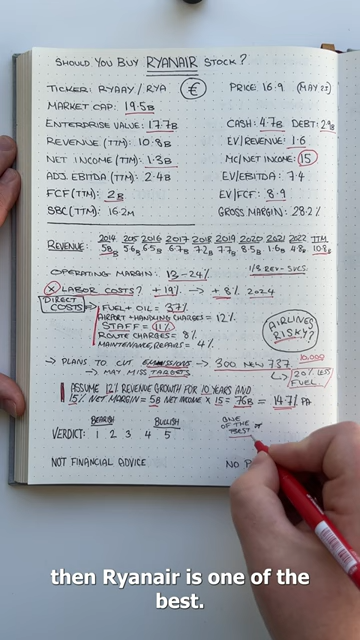 SHOULD YOU BUY RYANAIR STOCK?
TICKER: RYAAY / RYA € PRICE 16.9 (MAY 23)
MARKET CAP: 19.5B
ENTERPRISE VALUE: 17.7B CASH: 4.7B DEBT: 2.9B
REVENUE (TTM): 10.8B EV/REVENUE: 1.6
NET INCOME (TTM): 1.3B MC/NET INCOME: 15
ADJ. EBITDA (TTM): 2.4B EV/EBITDA: 7.4
FCF (TTM): 2B EV/FCF: 8.9
SBC (TTM): 16.2M GROSS MARGIN: 28.2%
2014 2015 2016 2017 2018 2019 2020 2021 2022 TTM
REVENUE: 5B 5.6B 6.5B 6.7B 7.2B 7.7B 8.5B 1.6B 4.8B 10.8B
OPERATING MARGIN: 13-24% 1/3 REV = SVCS.
X LABOR COSTS? +19% → +8% 2024
DIRECT COSTS → FUEL + OIL = 37%
AIRPORT + HANDLING CHARGES = 12%
STAFF = 11%
ROUTE CHARGES = 8%
MAINTENANCE/REPAIRS = 4%
AIRLINES RISKY?
→ PLANS TO CUT EMISSIONS → 300 NEW 737 10,000
→ MAY MISS TARGETS → 20% LESS FUEL
ASSUME 12% REVENUE GROWTH FOR 10 YEARS AND
15% NET MARGIN = 5B NET INCOME × 15 = 76B = 14.7% PA
BEARISH BULLISH
VERDICT: 1 2 3 4 5
ONE
OF THE
"BEST"
NOT FINANCIAL ADVICE NO P
then Ryanair is one of the
best.